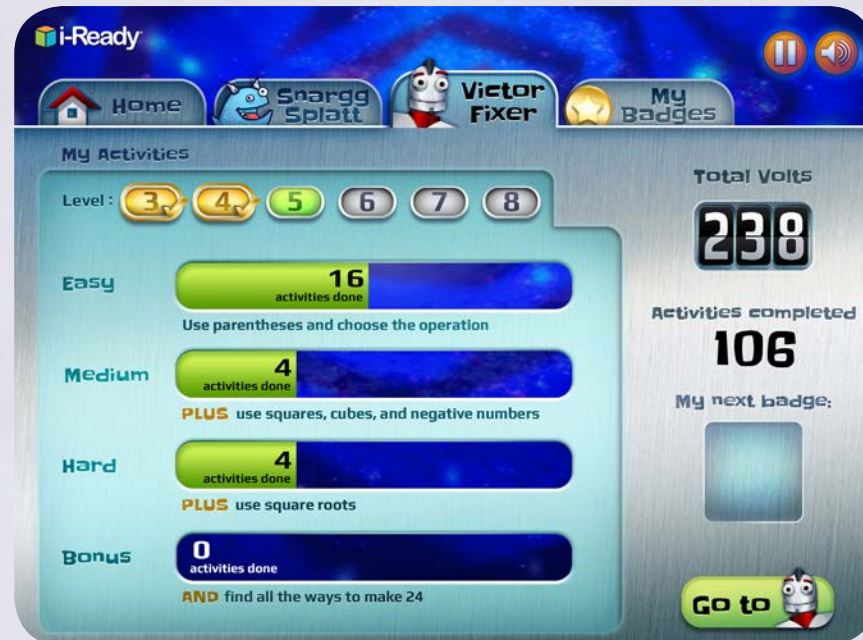 i-Ready
Home
Snargg
Splatt
Victor
Fixer
My
Badges
My Activities
Level: 3 4 5 6 7 8
Easy
16
activities done
Use parentheses and choose the operation
Medium
4
activities done
PLUS use squares, cubes, and negative numbers
Hard
4
activities done
PLUS use square roots
Bonus
0
activities done
AND find all the ways to make 24
Total Volts
238
Activities completed
106
My next badge:
Go to